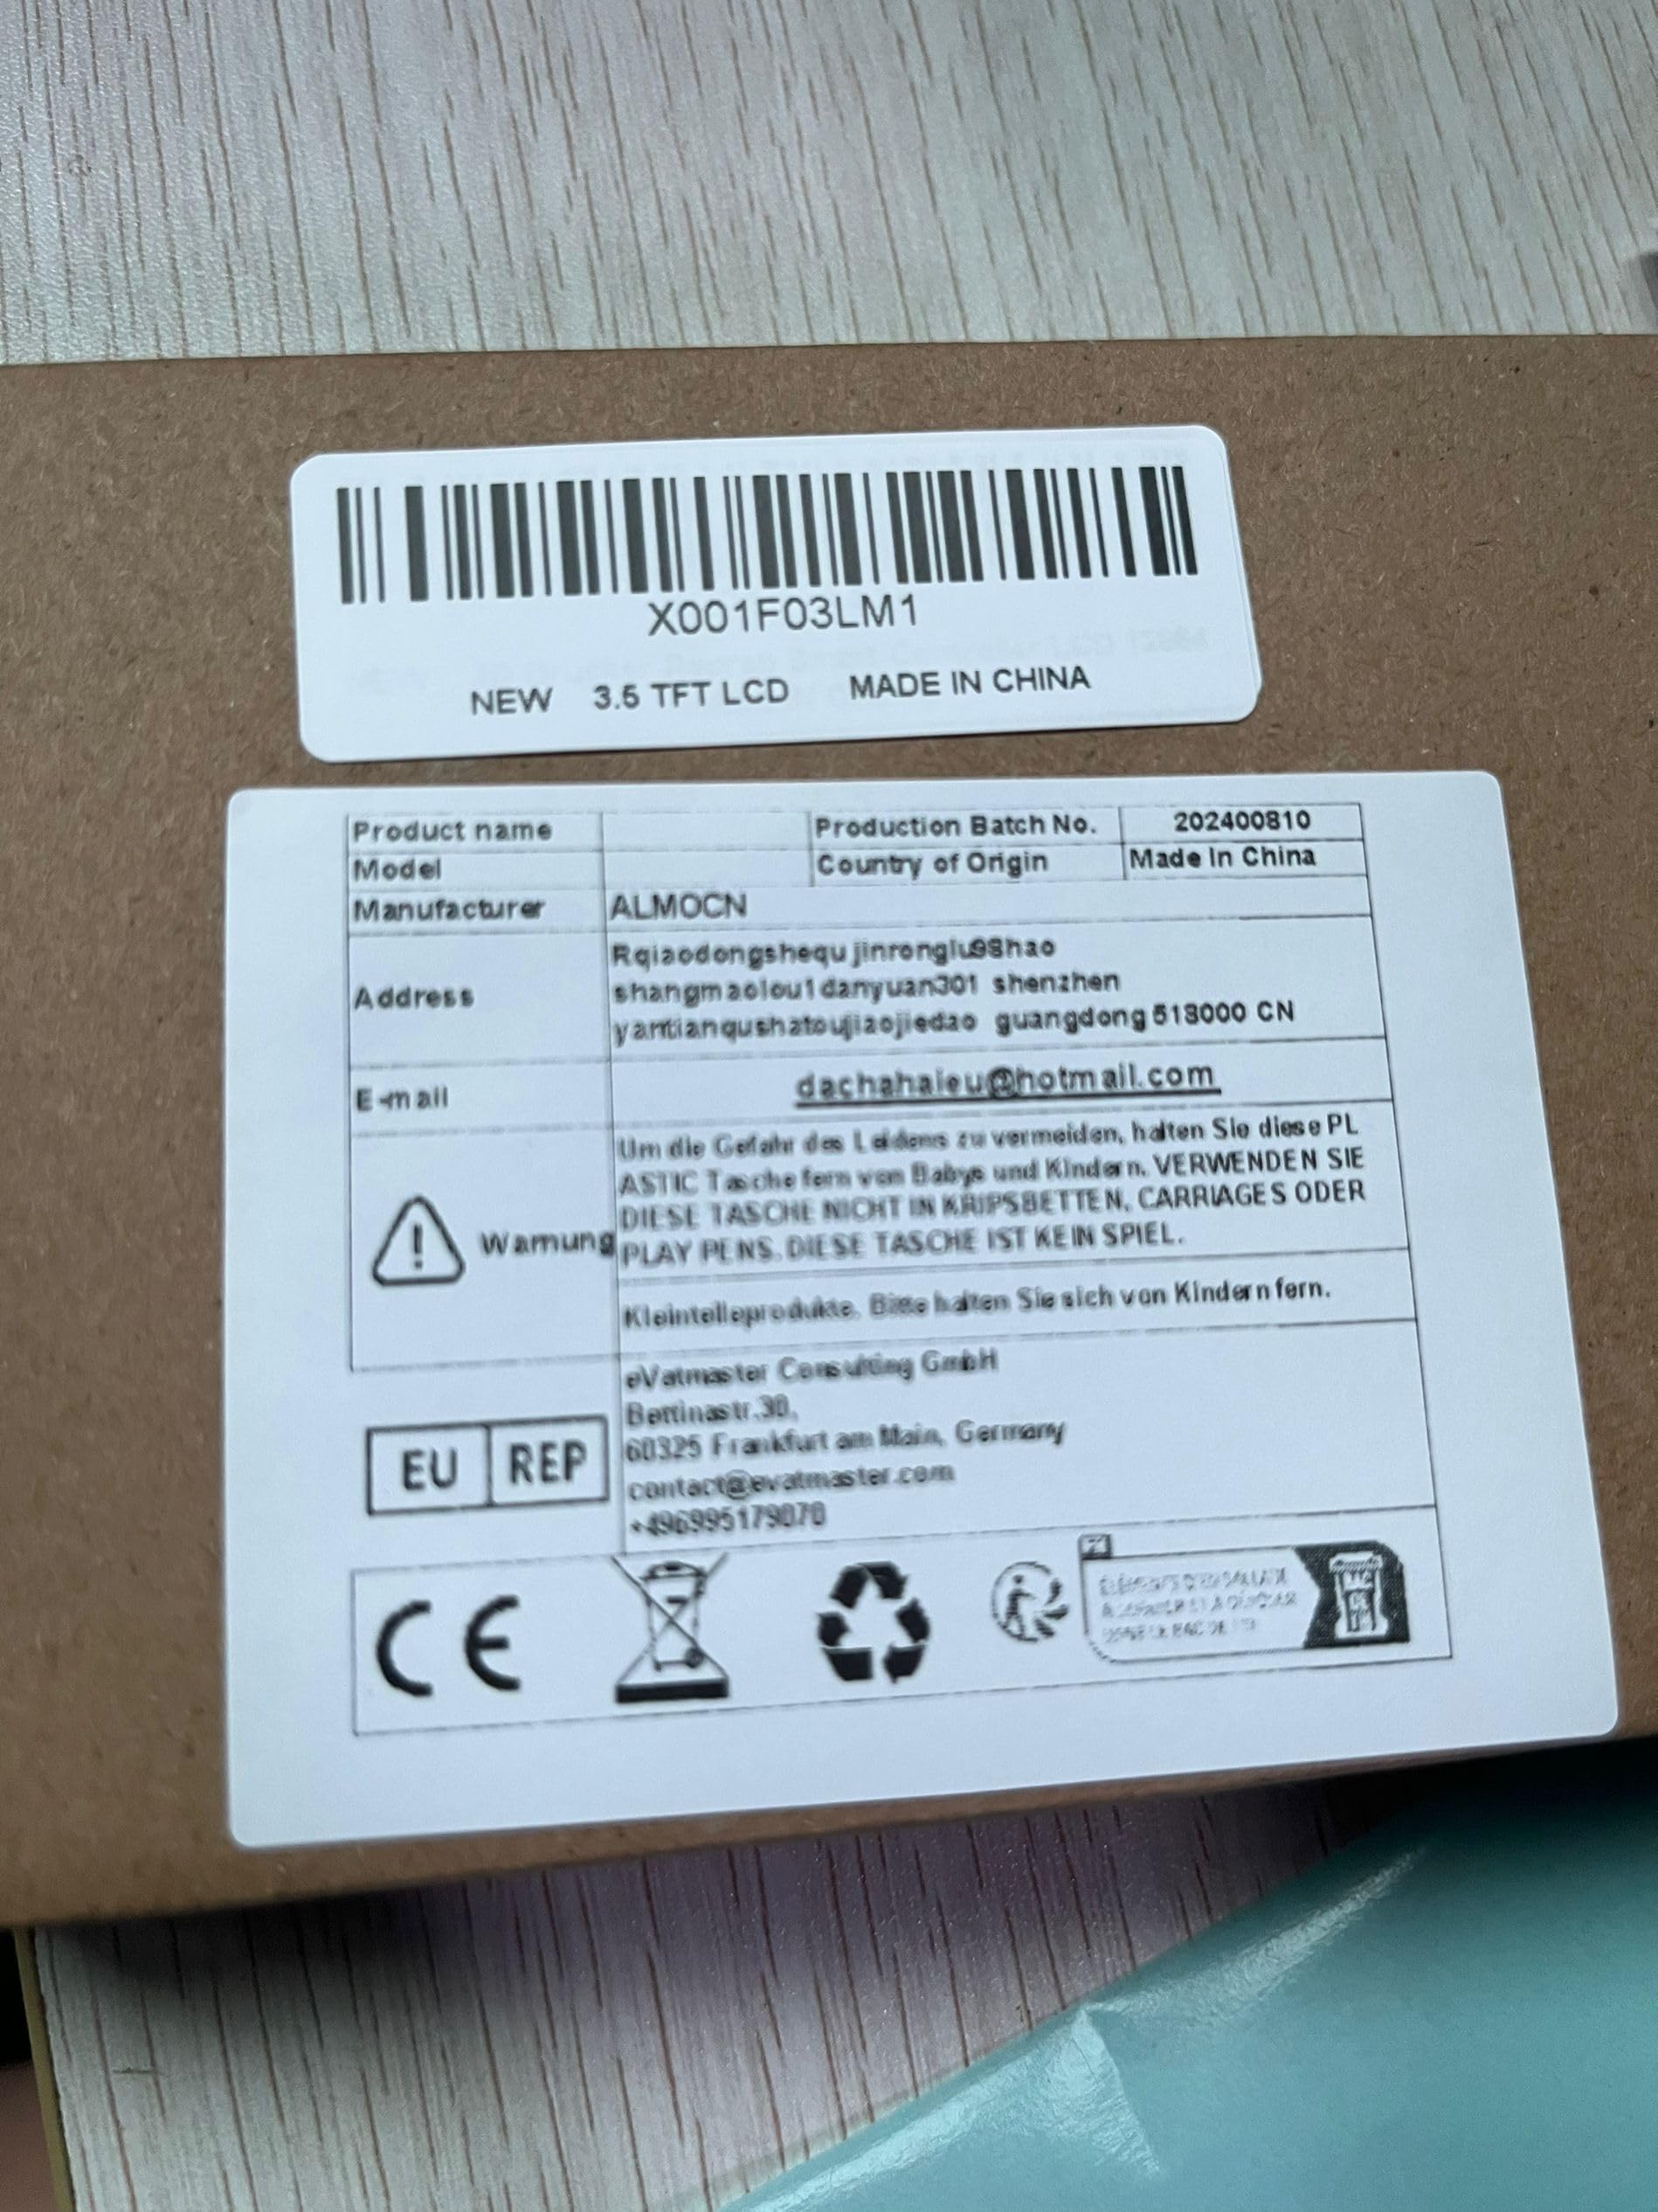 X001F03LM1
NEW 3.5 TFT LCD MADE IN CHINA
Product name Production Batch No. 202400810
Model Country of Origin Made In China
Manufacturer ALMOCN
Address Rqiaodongshequ jinronglu98hao
shangmaolou1danyuan301 shenzhen
yantianqushatoujiaojiedao guangdong 518000 CN
E-mail dachahaieu@hotmail.com
Warnung
Um die Gefahr des Leidens zu vermeiden, halten Sie diese PL
ASTIC Tasche fern von Babys und Kindern. VERWENDEN SIE
DIESE TASCHE NICHT IN KRIPSBETTEN, CARRIAGES ODER
PLAY PENS. DIESE TASCHE IST KEIN SPIEL.
Kleinteileprodukte. Bitte halten Sie sich von Kindern fern.
EU REP
eVatmaster Consulting GmbH
Bettinastr.30,
60325 Frankfurt am Main, Germany
contact@evatmaster.com
+496995179070
CE